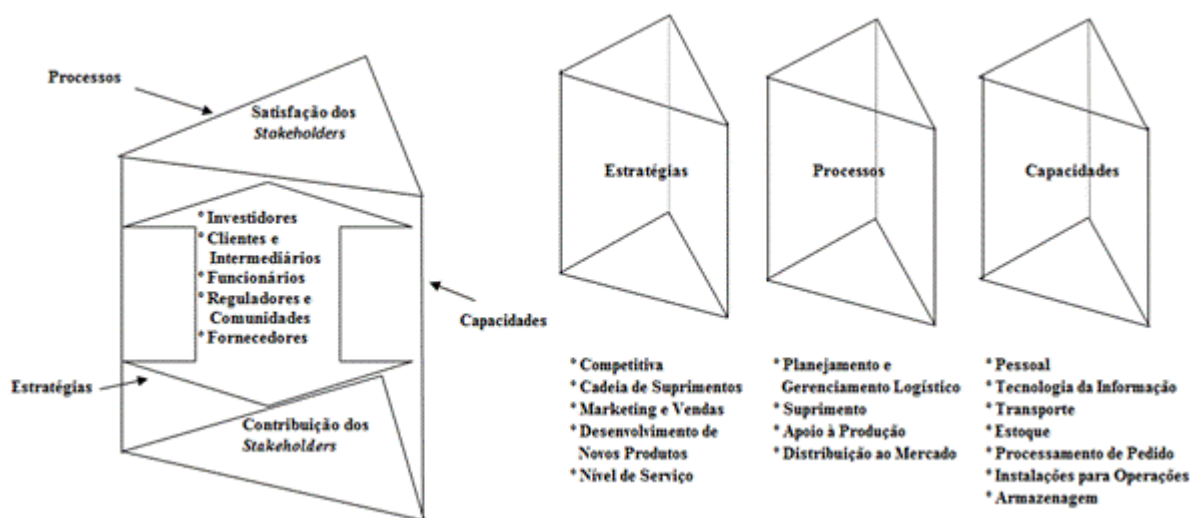 Processos
Satisfação dos
Stakeholders
* Investidores
* Clientes e
Intermediários
* Funcionários
* Reguladores e
Comunidades
* Fornecedores
Capacidades
Estratégias
Contribuição dos
Stakeholders
Estratégias
Processos
Capacidades
* Competitiva
* Cadeia de Suprimentos
* Marketing e Vendas
* Desenvolvimento de
Novos Produtos
* Nível de Serviço
* Planejamento e
Gerenciamento Logístico
* Suprimento
* Apoio à Produção
* Distribuição ao Mercado
* Pessoal
* Tecnologia da Informação
* Transporte
* Estoque
* Processamento de Pedido
* Instalações para Operações
* Armazenagem